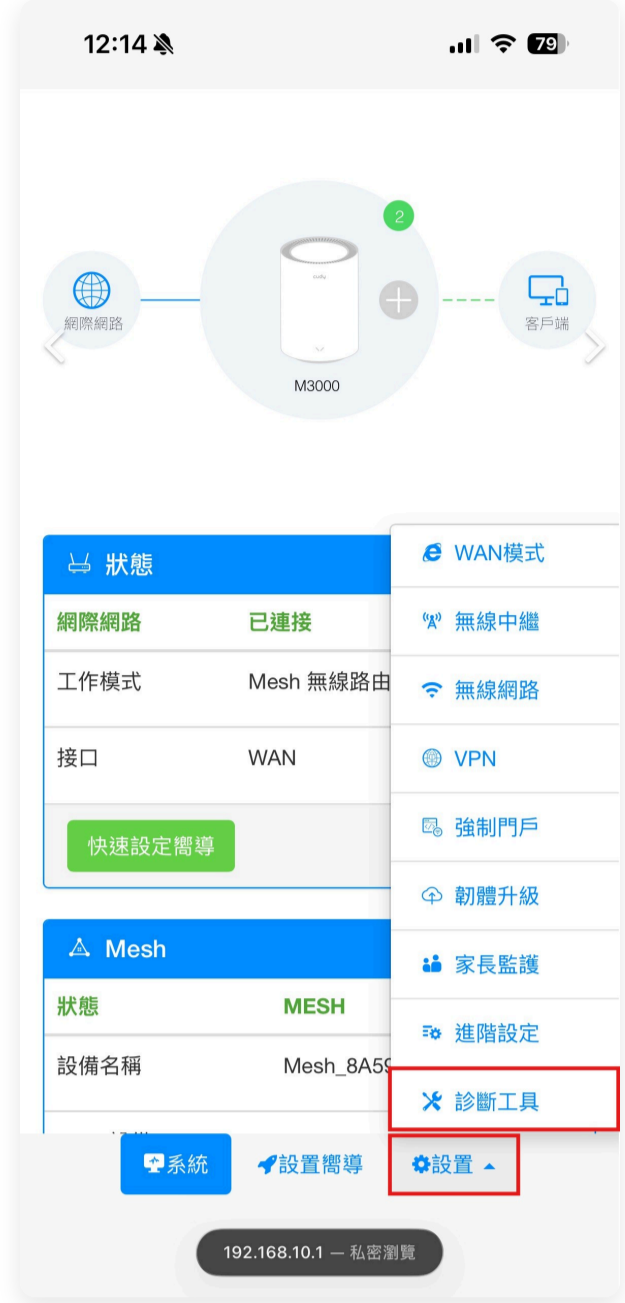 12:14
79
2
網際網路
cudy
M3000
客戶端
狀態
網際網路 已連接
工作模式 Mesh 無線路由
接口 WAN
快速設定嚮導
Mesh
狀態 MESH
設備名稱 Mesh_8A59
WAN模式
無線中繼
無線網路
VPN
強制門戶
韌體升級
家長監護
進階設定
診斷工具
系統 設置嚮導 設置
192.168.10.1 — 私密瀏覽